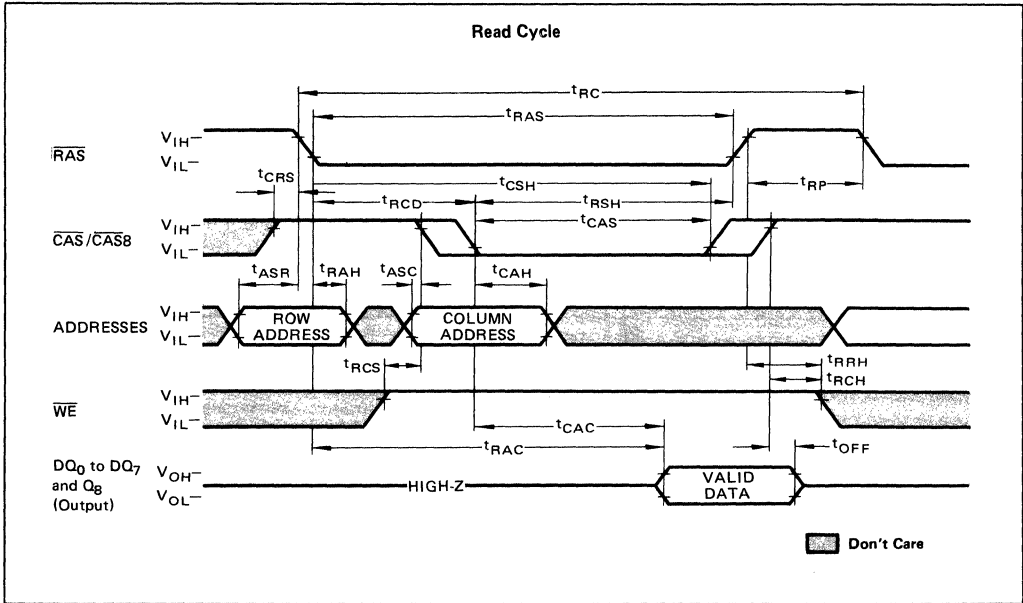 Read Cycle
tRC
tRAS
RAS
VIH
VIL
tCRS
tCSH
tRP
tRCD
tRSH
CAS/CAS8
VIH
VIL
tCAS
tASR
tRAH
tASC
tCAH
ADDRESSES
VIH
VIL
ROW ADDRESS
COLUMN ADDRESS
tRCS
tRRH
tRCH
WE
VIH
VIL
tCAC
tRAC
tOFF
DQ0 to DQ7
and Q8
(Output)
VOH
VOL
HIGH-Z
VALID DATA
Don't Care